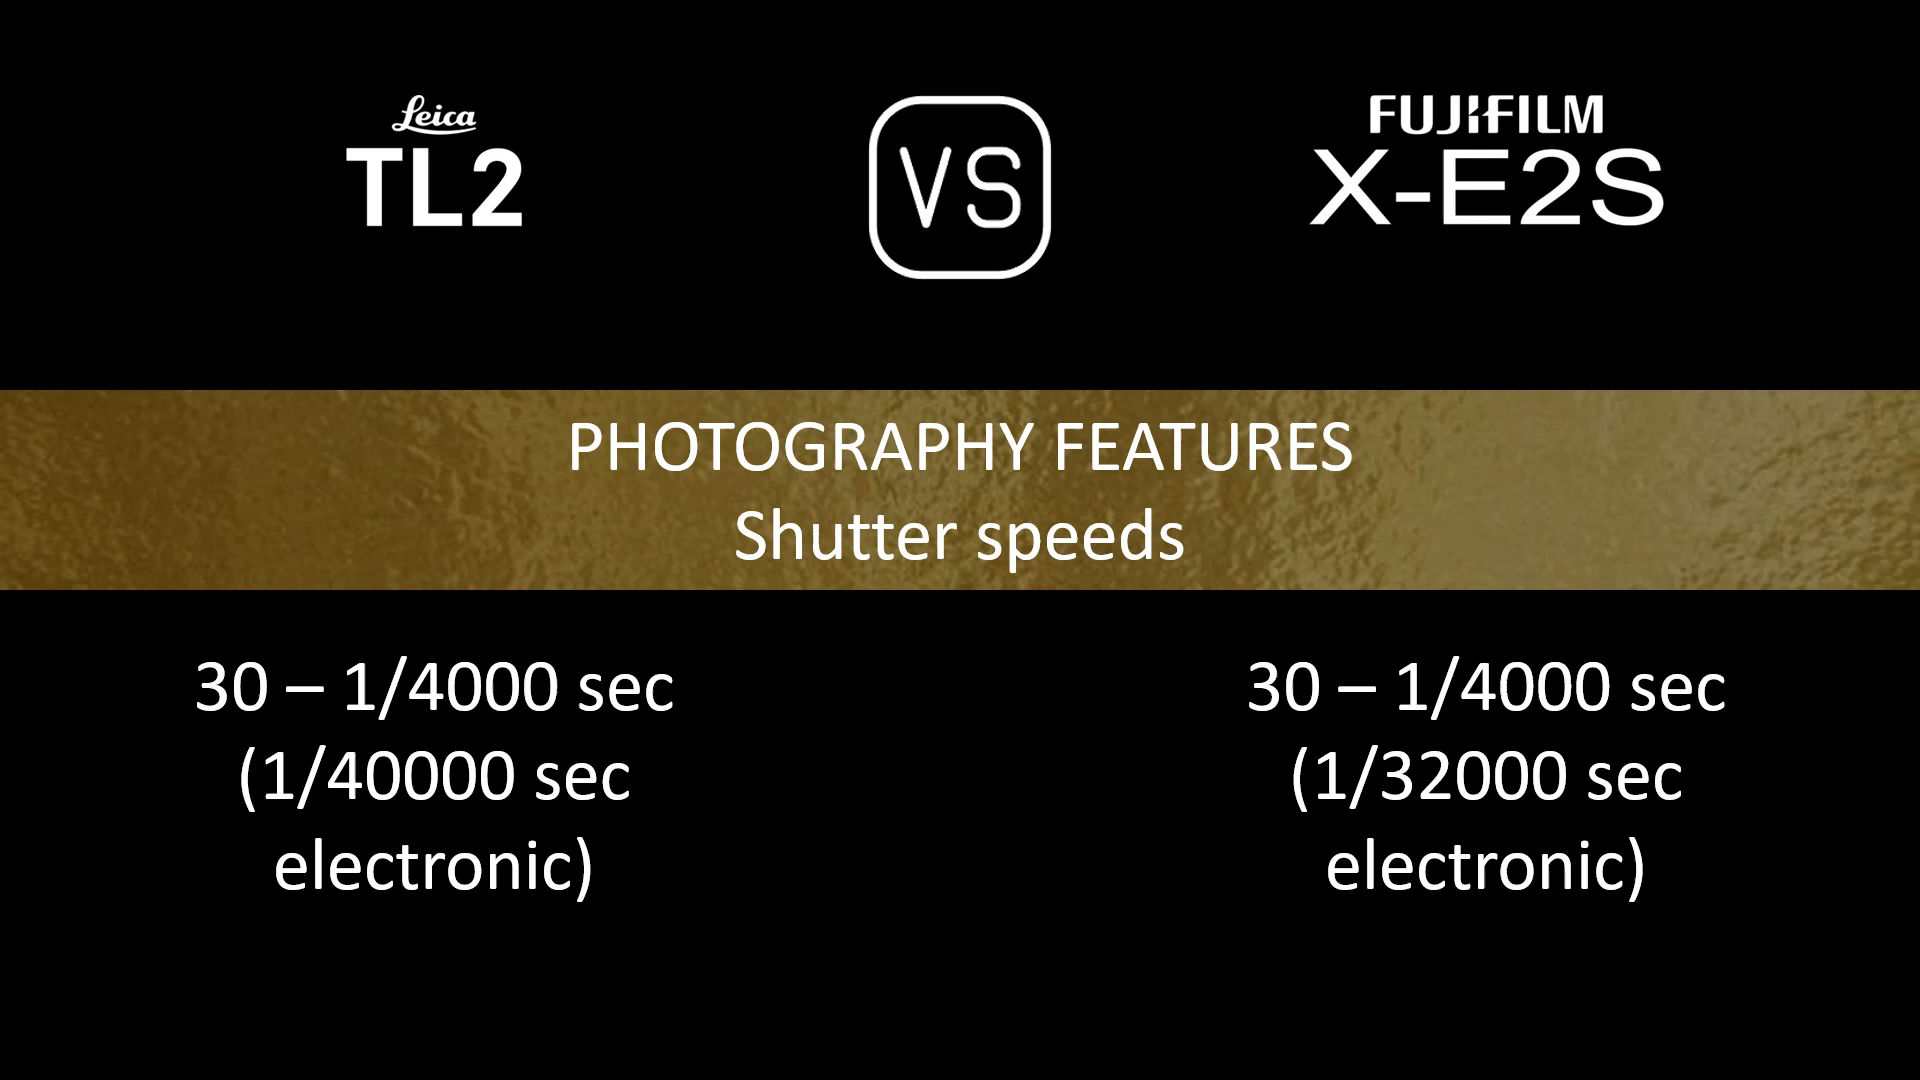 Leica
TL2
VS
FUJIFILM
X-E2S
PHOTOGRAPHY FEATURES
Shutter speeds
30 – 1/4000 sec
(1/40000 sec
electronic)
30 – 1/4000 sec
(1/32000 sec
electronic)